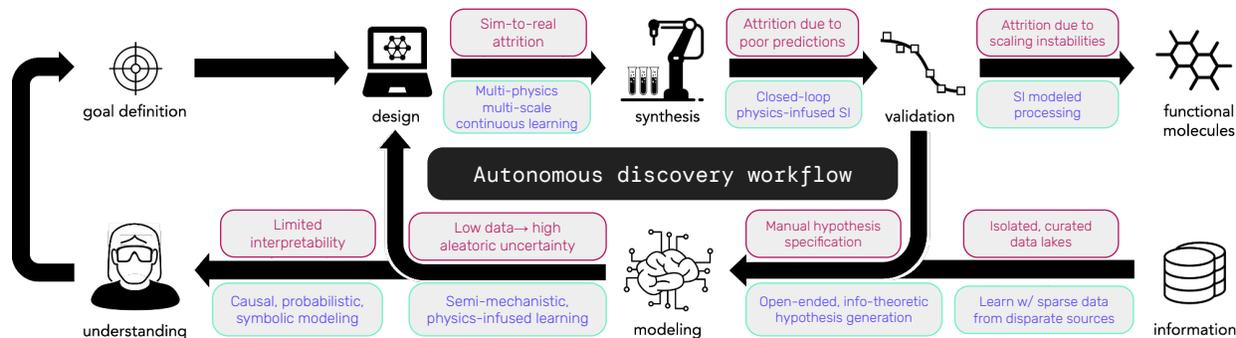 Sim-to-real
attrition
Attrition due to
poor predictions
Attrition due to
scaling instabilities
goal definition
design
Multi-physics
multi-scale
continuous learning
synthesis
Closed-loop
physics-infused SI
validation
SI modeled
processing
functional
molecules
Autonomous discovery workflow
Limited
interpretability
Low data→ high
aleatoric uncertainty
Manual hypothesis
specification
Isolated, curated
data lakes
understanding
Causal, probabilistic,
symbolic modeling
Semi-mechanistic,
physics-infused learning
modeling
Open-ended, info-theoretic
hypothesis generation
Learn w/ sparse data
from disparate sources
information